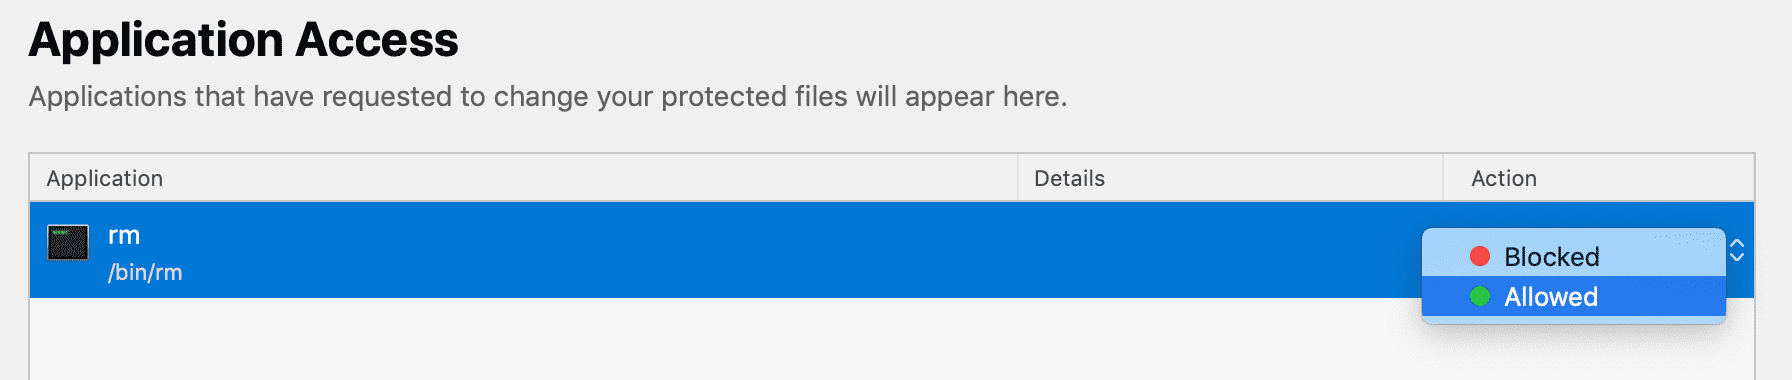 Application Access
Applications that have requested to change your protected files will appear here.
Application Details Action
rm
/bin/rm
Blocked
Allowed